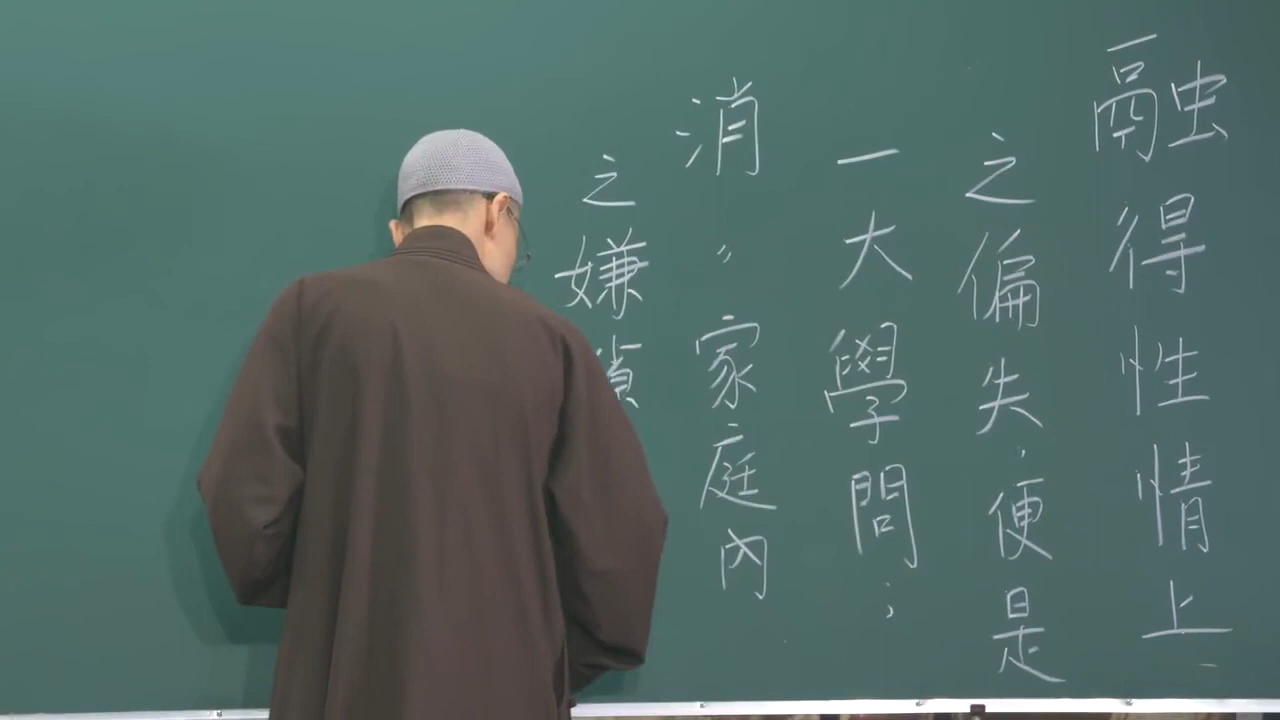 融得性情上
之偏失,便是
一大學問;
消〃家庭內
之嫌